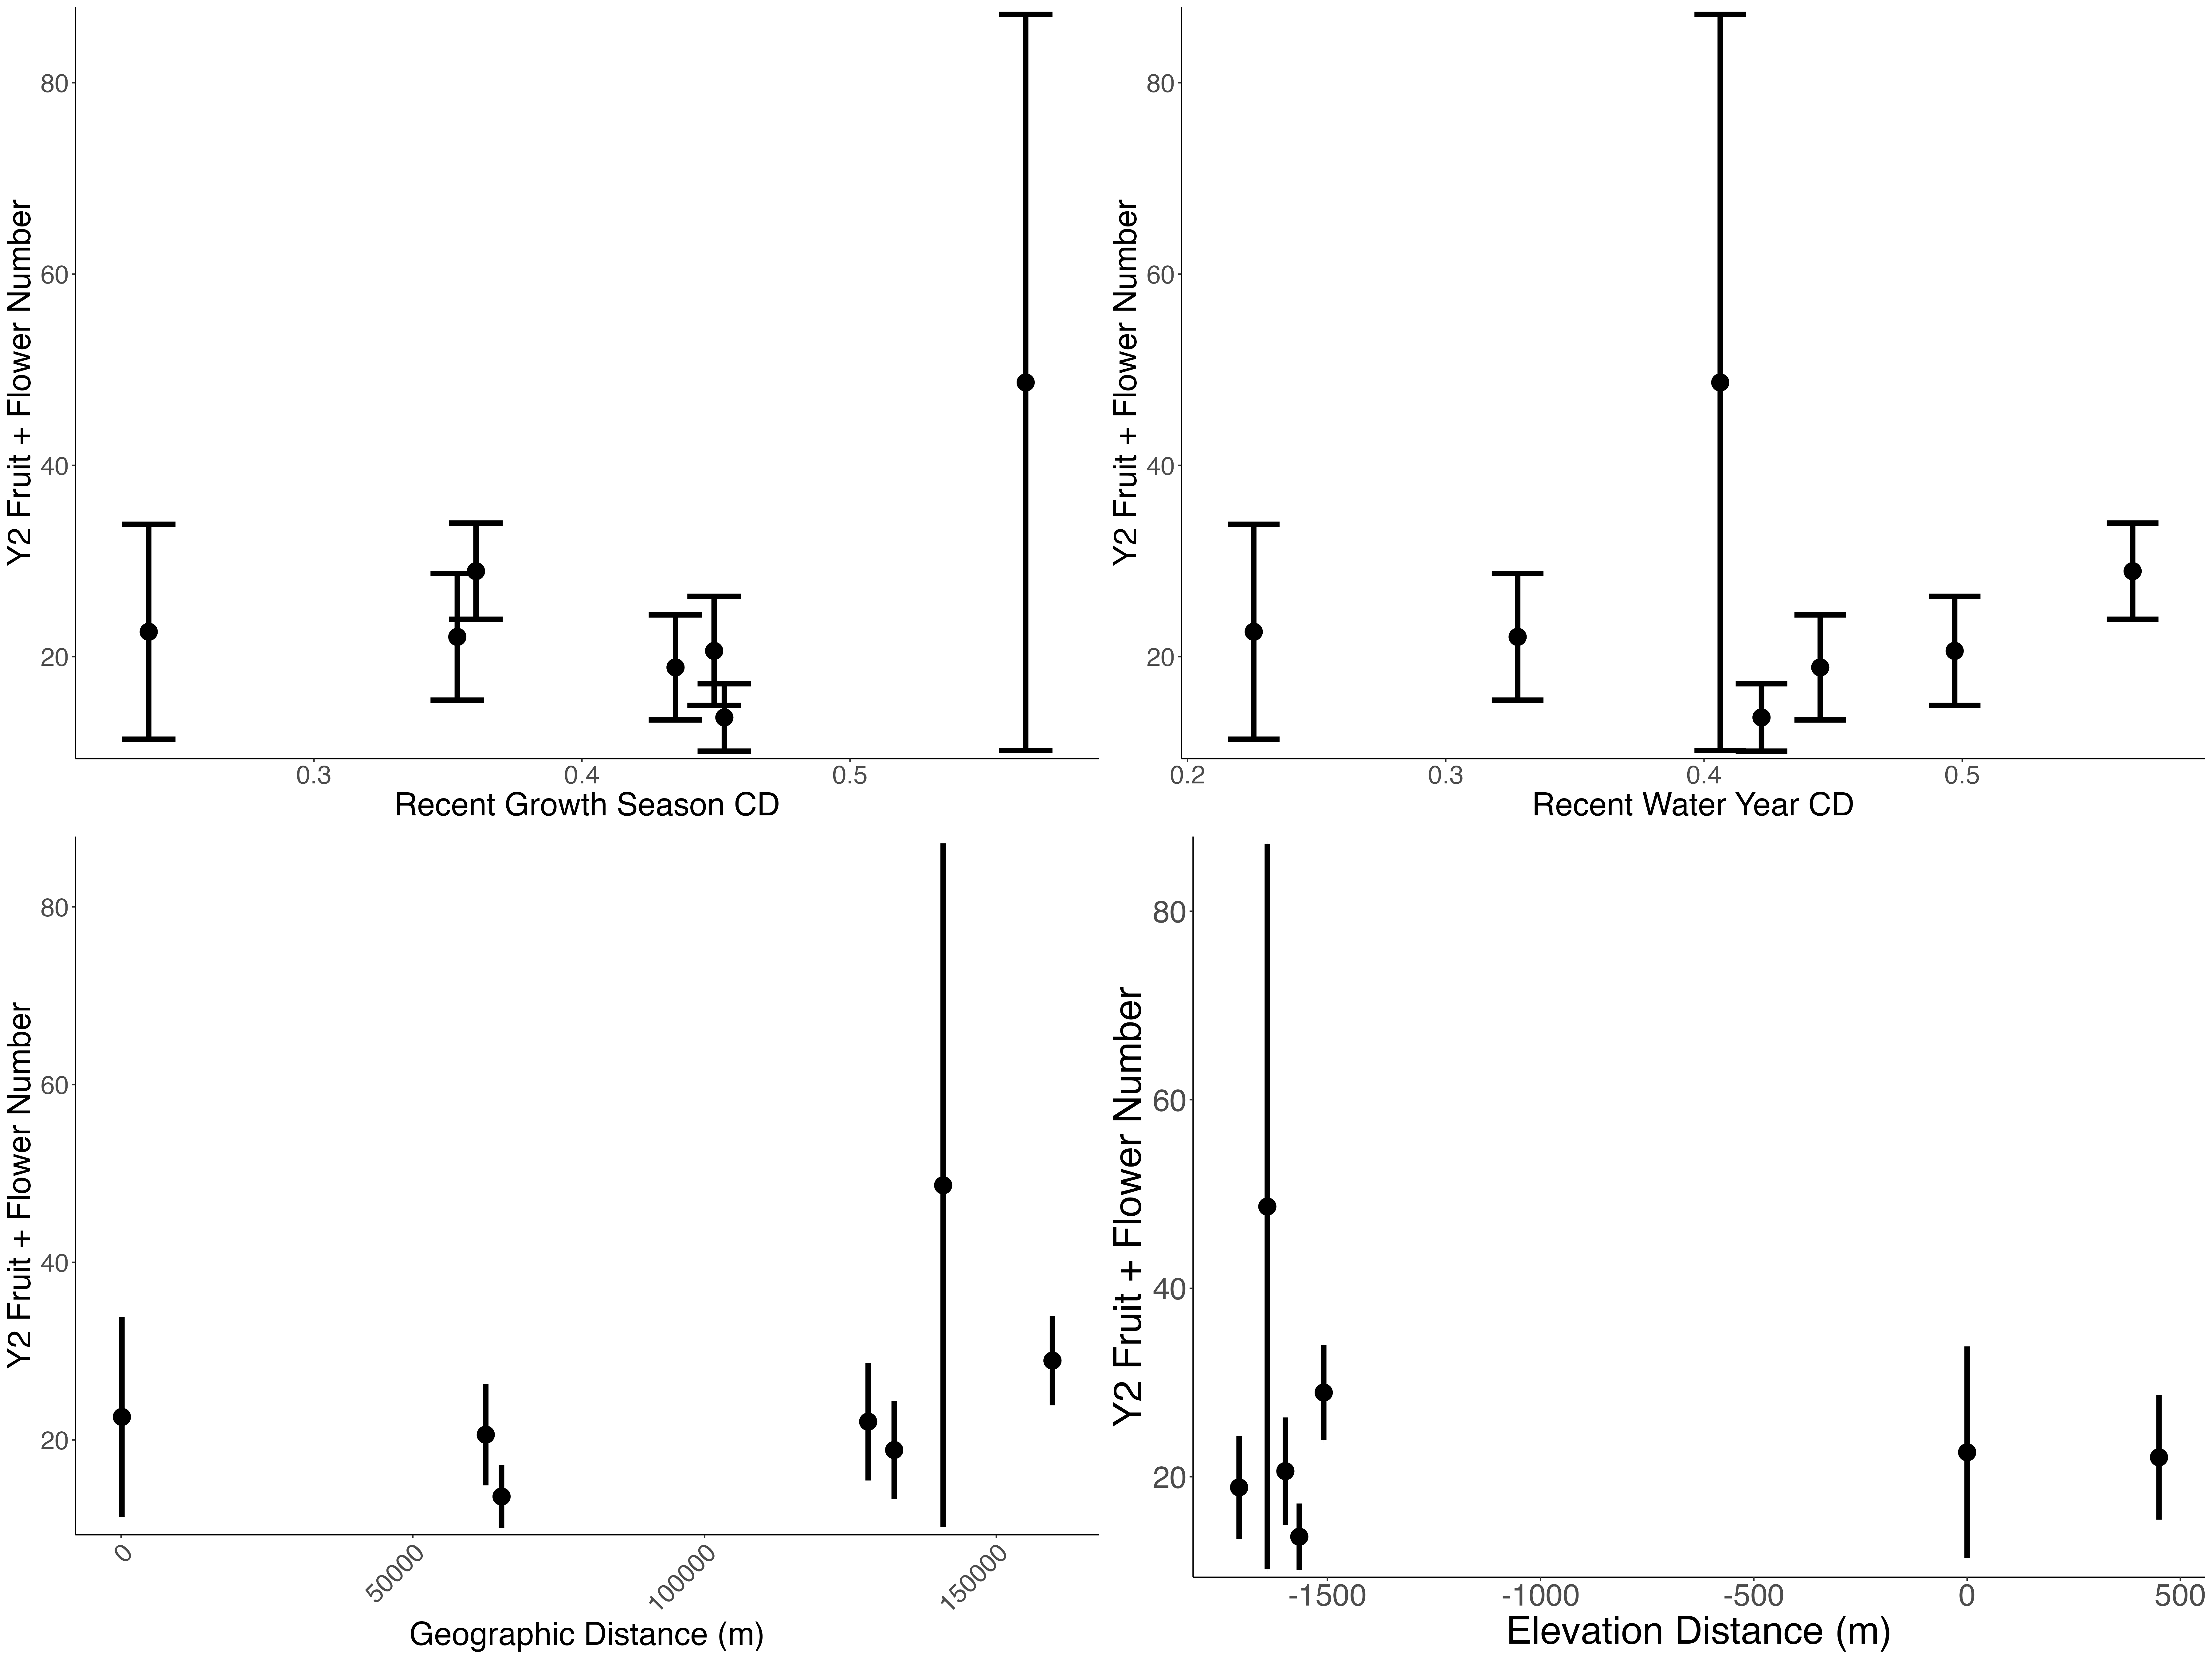 Y2 Fruit + Flower Number
80
60
40
20
0.3 0.4 0.5
Recent Growth Season CD
Y2 Fruit + Flower Number
80
60
40
20
0.2 0.3 0.4 0.5
Recent Water Year CD
Y2 Fruit + Flower Number
80
60
40
20
0 50000 100000 150000
Geographic Distance (m)
Y2 Fruit + Flower Number
80
60
40
20
-1500 -1000 -500 0 500
Elevation Distance (m)